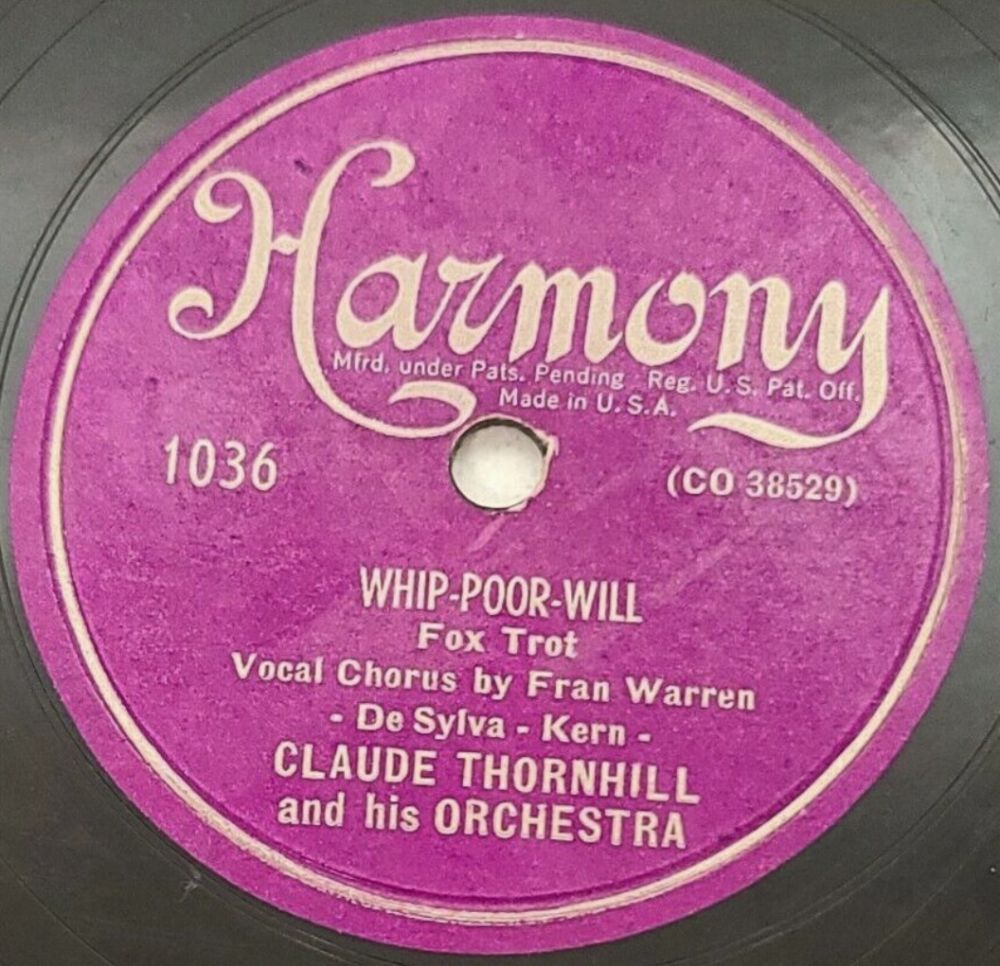 Harmony
Mfrd. under Pats. Pending Reg. U.S. Pat. Off.
Made in U.S.A.
1036
(CO 38529)
WHIP-POOR-WILL
Fox Trot
Vocal Chorus by Fran Warren
- De Sylva - Kern -
CLAUDE THORNHILL
and his ORCHESTRA